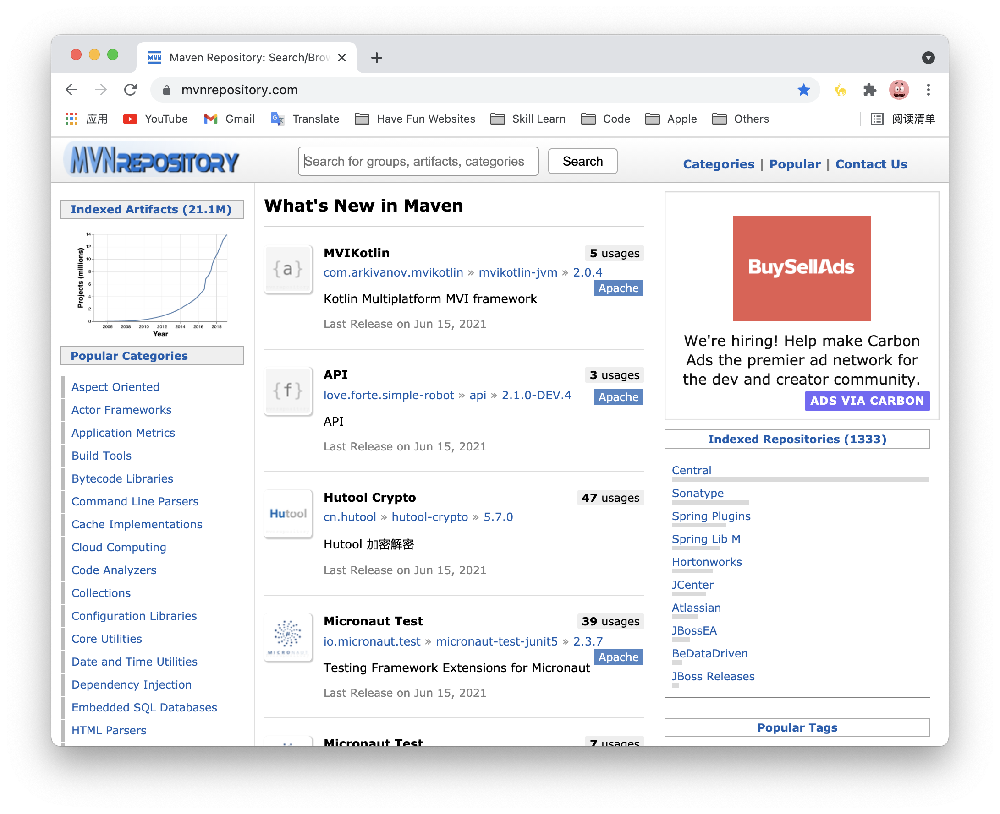 Maven Repository: Search/Brow
mvnrepository.com
应用 YouTube Gmail Translate Have Fun Websites Skill Learn Code Apple Others 阅读清单
MVNREPOSITORY
Search for groups, artifacts, categories
Search
Categories | Popular | Contact Us
Indexed Artifacts (21.1M)
Projects (millions)
14
12
10
8
6
4
2
0
2006 2008 2010 2012 2014 2016 2018
Year
Popular Categories
Aspect Oriented
Actor Frameworks
Application Metrics
Build Tools
Bytecode Libraries
Command Line Parsers
Cache Implementations
Cloud Computing
Code Analyzers
Collections
Configuration Libraries
Core Utilities
Date and Time Utilities
Dependency Injection
Embedded SQL Databases
HTML Parsers
What's New in Maven
{a}
MVIKotlin
5 usages
com.arkivanov.mvikotlin » mvikotlin-jvm » 2.0.4
Apache
Kotlin Multiplatform MVI framework
Last Release on Jun 15, 2021
{f}
API
3 usages
love.forte.simple-robot » api » 2.1.0-DEV.4
Apache
API
Last Release on Jun 15, 2021
Hutool
Hutool Crypto
47 usages
cn.hutool » hutool-crypto » 5.7.0
Hutool 加密解密
Last Release on Jun 15, 2021
MICRONAUT
Micronaut Test
39 usages
io.micronaut.test » micronaut-test-junit5 » 2.3.7
Apache
Testing Framework Extensions for Micronaut
Last Release on Jun 15, 2021
Micronaut Test
7 usages
BuySellAds
We're hiring! Help make Carbon
Ads the premier ad network for
the dev and creator community.
ADS VIA CARBON
Indexed Repositories (1333)
Central
Sonatype
Spring Plugins
Spring Lib M
Hortonworks
JCenter
Atlassian
JBossEA
BeDataDriven
JBoss Releases
Popular Tags